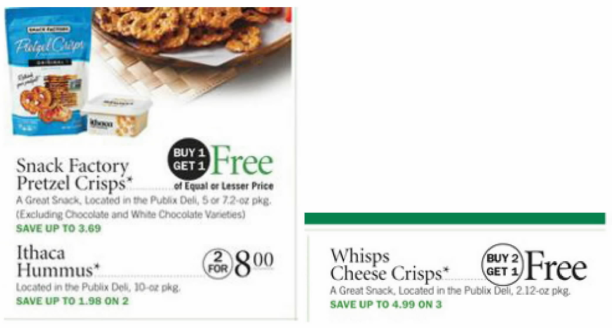 SNACK FACTORY
Pretzel Crisps
ORIGINAL
ithaca
Snack Factory
Pretzel Crisps*
BUY 1
GET 1
Free
of Equal or Lesser Price
A Great Snack, Located in the Publix Deli, 5 or 7.2-oz pkg.
(Excluding Chocolate and White Chocolate Varieties)
SAVE UP TO 3.69
Ithaca
Hummus*
2
FOR
8.00
Located in the Publix Deli, 10-oz pkg.
SAVE UP TO 1.98 ON 2
Whisps
Cheese Crisps*
BUY 2
GET 1
Free
A Great Snack, Located in the Publix Deli, 2.12-oz pkg.
SAVE UP TO 4.99 ON 3